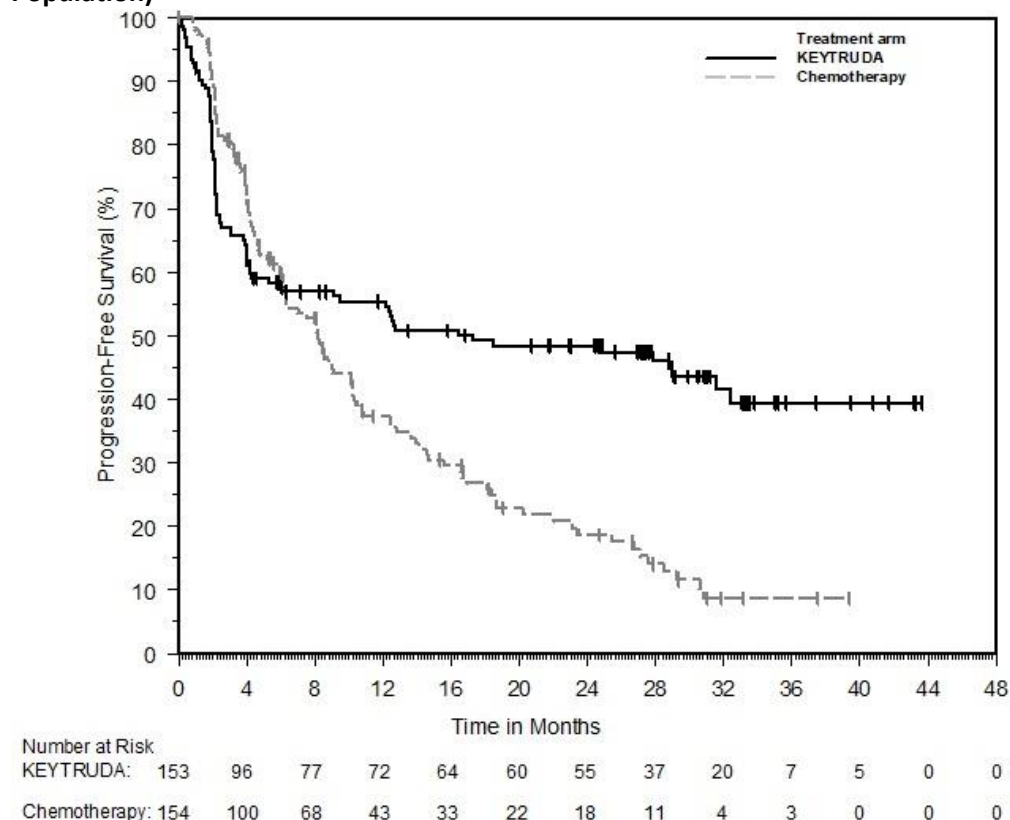 Population)
Treatment arm
KEYTRUDA
Chemotherapy
Progression-Free Survival (%)
100
90
80
70
60
50
40
30
20
10
0
0 4 8 12 16 20 24 28 32 36 40 44 48
Time in Months
Number at Risk
KEYTRUDA: 153 96 77 72 64 60 55 37 20 7 5 0 0
Chemotherapy: 154 100 68 43 33 22 18 11 4 3 0 0 0